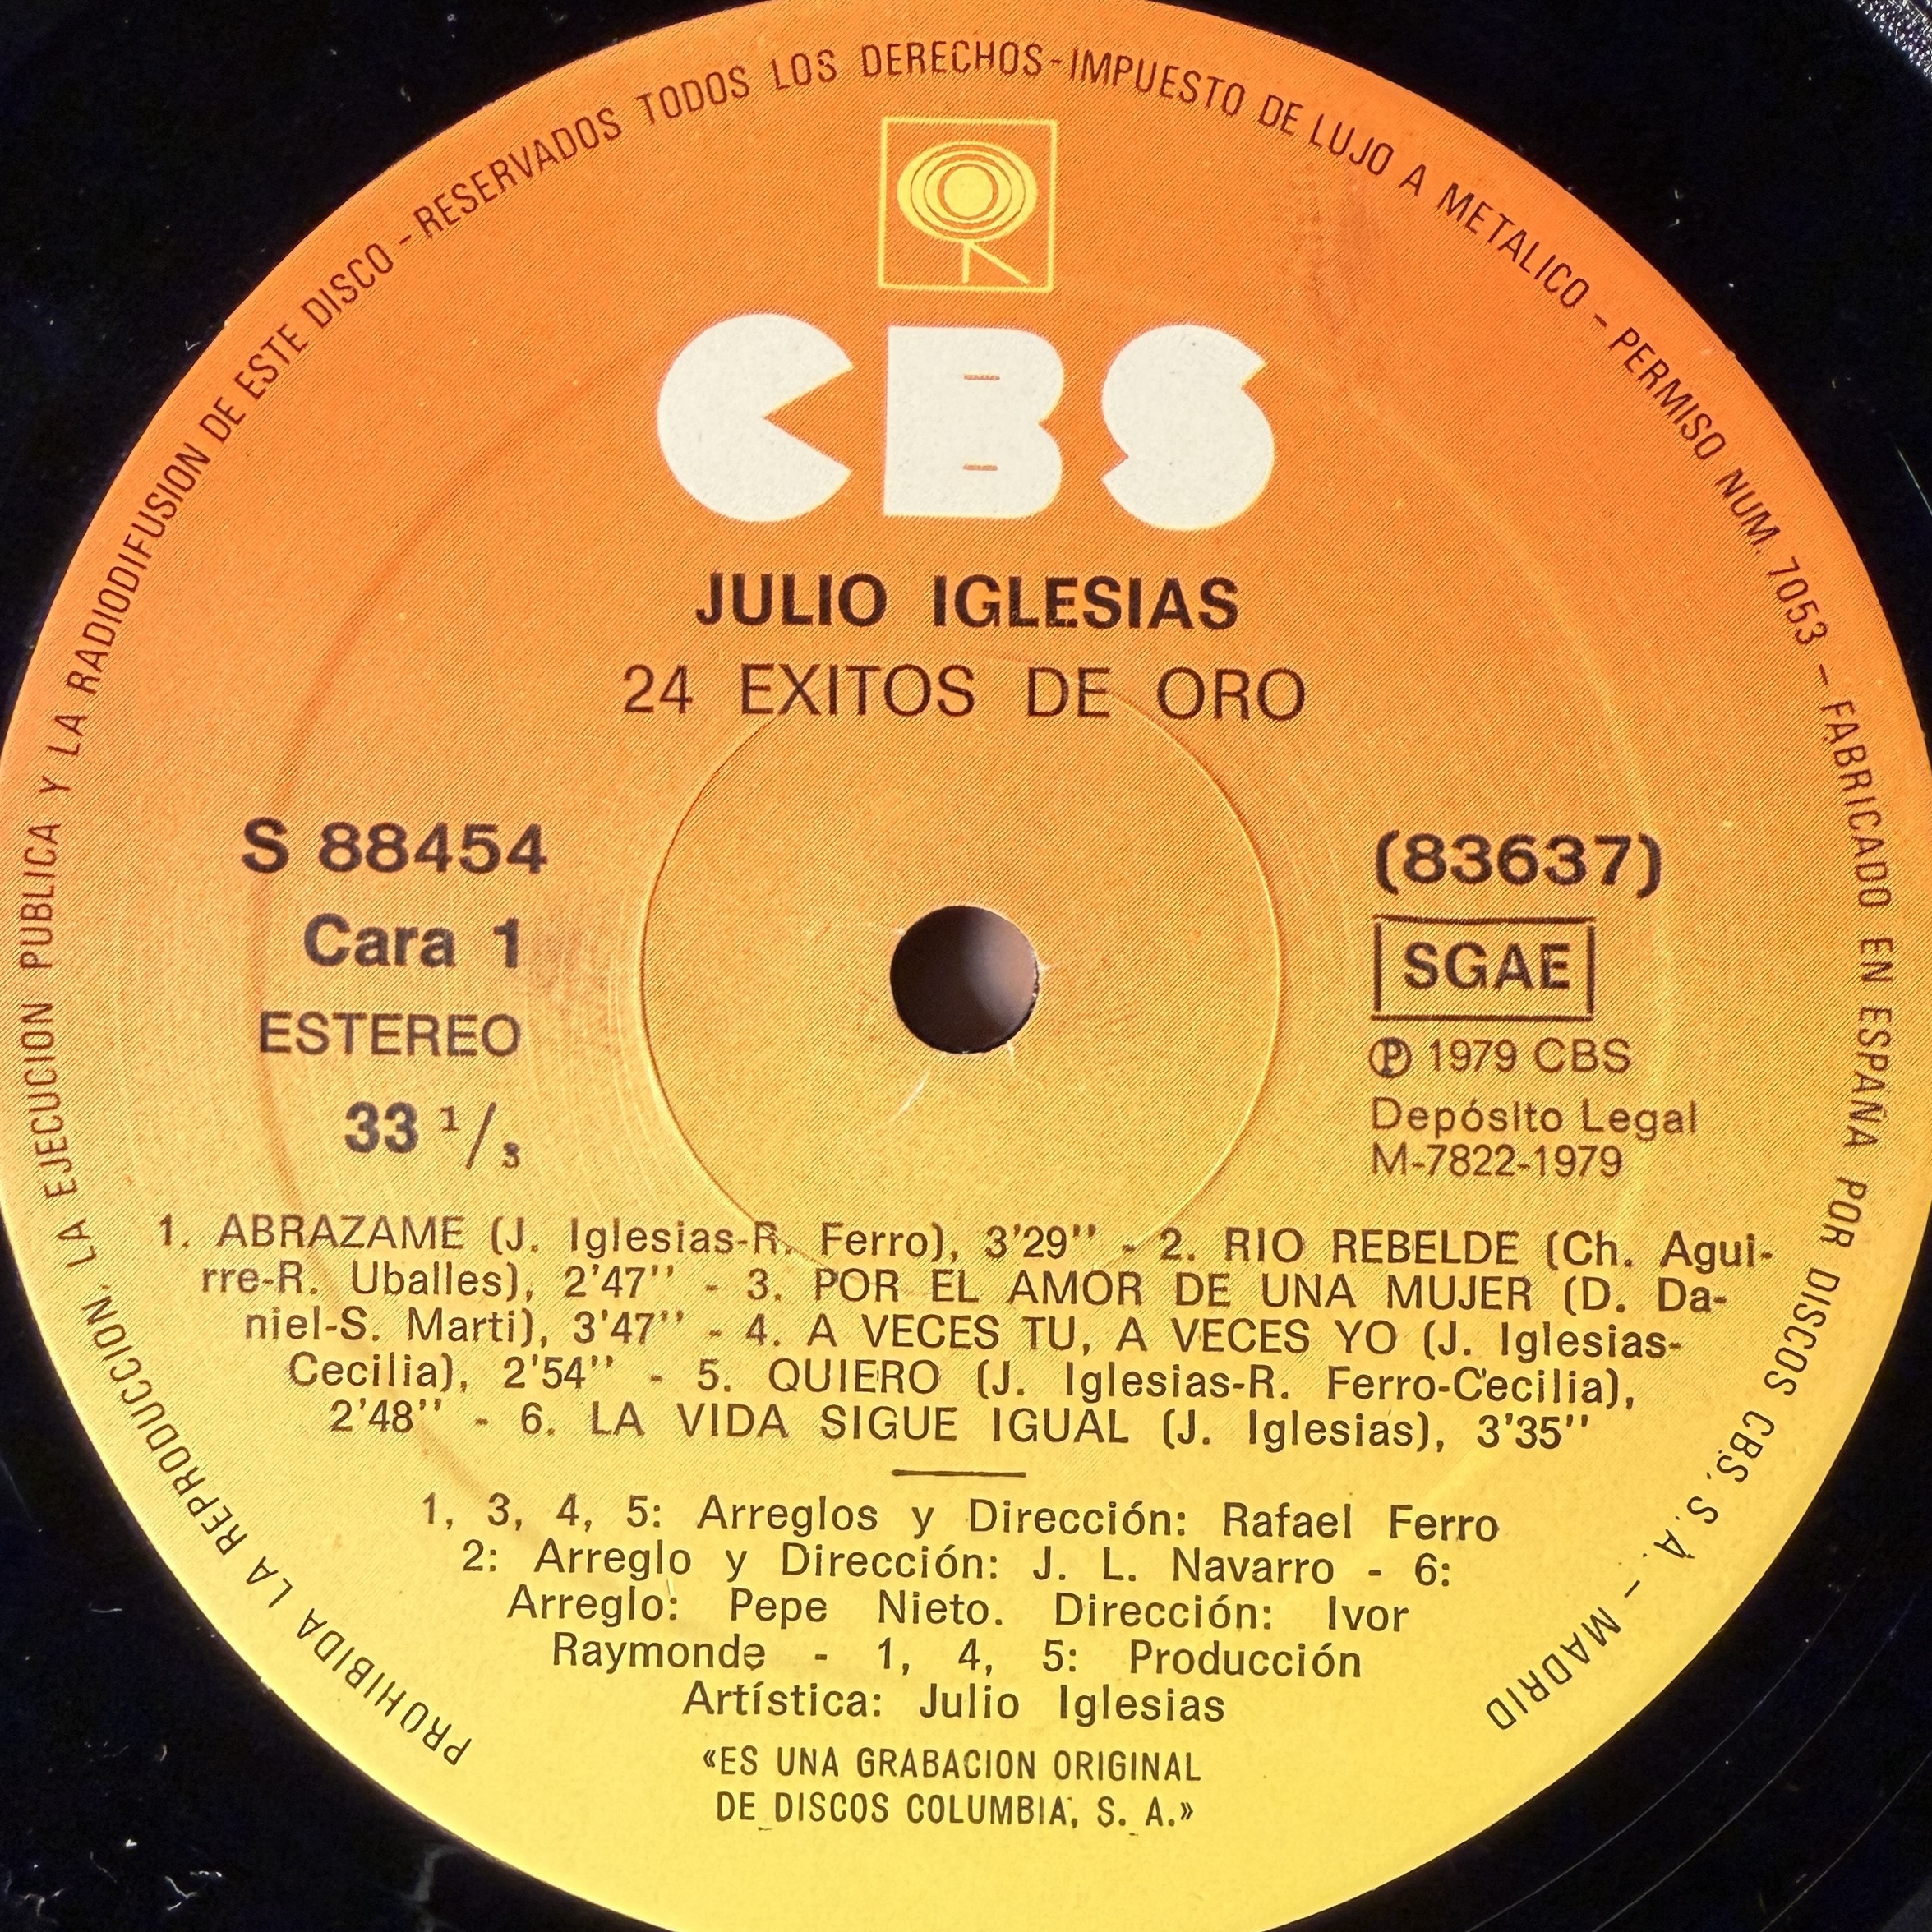 PROHIBIDA LA REPRODUCCION, LA EJECUCION PUBLICA Y LA RADIODIFUSION DE ESTE DISCO - RESERVADOS TODOS LOS DERECHOS - IMPUESTO DE LUJO A METALICO - PERMISO NUM. 7053 - FABRICADO EN ESPAÑA POR DISCOS CBS, S.A. - MADRID
CBS
JULIO IGLESIAS
24 EXITOS DE ORO
S 88454
Cara 1
ESTEREO
33 1/3
(83637)
SGAE
℗ 1979 CBS
Depósito Legal
M-7822-1979
1. ABRAZAME (J. Iglesias-R. Ferro), 3'29'' - 2. RIO REBELDE (Ch. Agui-
rre-R. Uballes), 2'47'' - 3. POR EL AMOR DE UNA MUJER (D. Da-
niel-S. Marti), 3'47'' - 4. A VECES TU, A VECES YO (J. Iglesias-
Cecilia), 2'54'' - 5. QUIERO (J. Iglesias-R. Ferro-Cecilia),
2'48'' - 6. LA VIDA SIGUE IGUAL (J. Iglesias), 3'35''
1, 3, 4, 5: Arreglos y Dirección: Rafael Ferro
2: Arreglo y Dirección: J. L. Navarro - 6:
Arreglo: Pepe Nieto. Dirección: Ivor
Raymonde - 1, 4, 5: Producción
Artística: Julio Iglesias
«ES UNA GRABACION ORIGINAL
DE DISCOS COLUMBIA, S. A.»